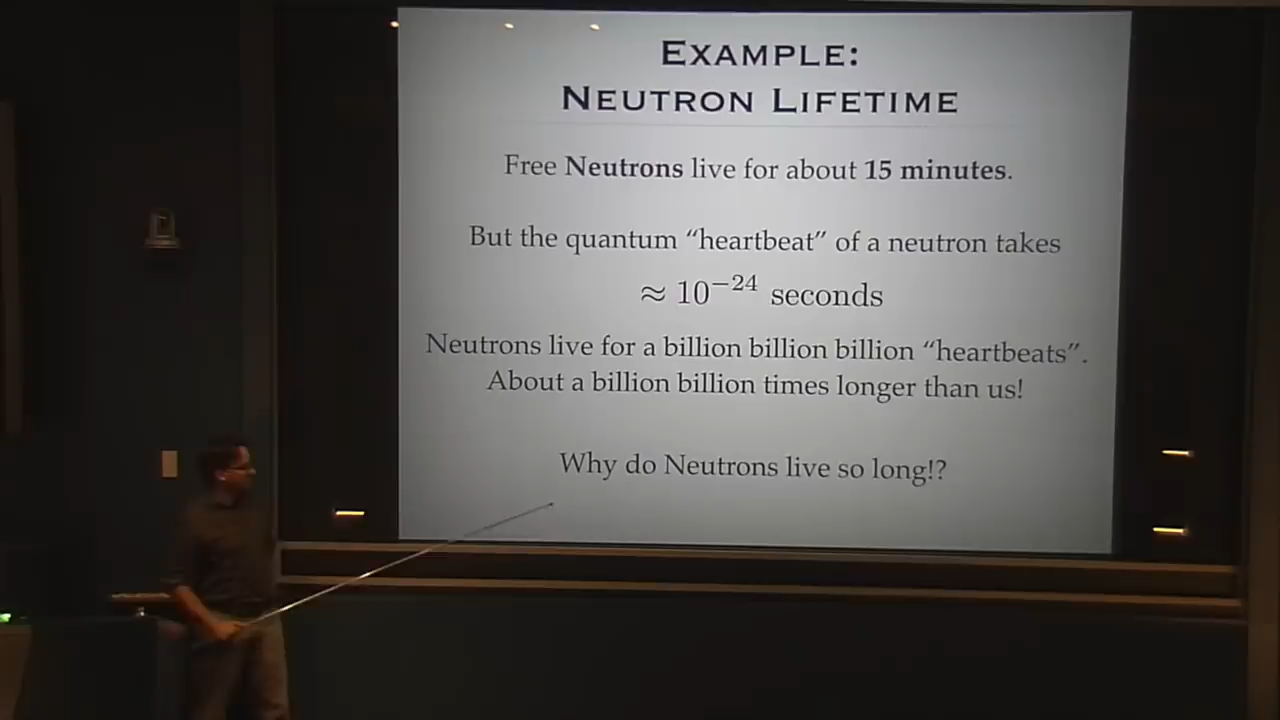 EXAMPLE:
NEUTRON LIFETIME
Free Neutrons live for about 15 minutes.
But the quantum “heartbeat” of a neutron takes
≈ 10⁻²⁴ seconds
Neutrons live for a billion billion billion “heartbeats”.
About a billion billion times longer than us!
Why do Neutrons live so long!?